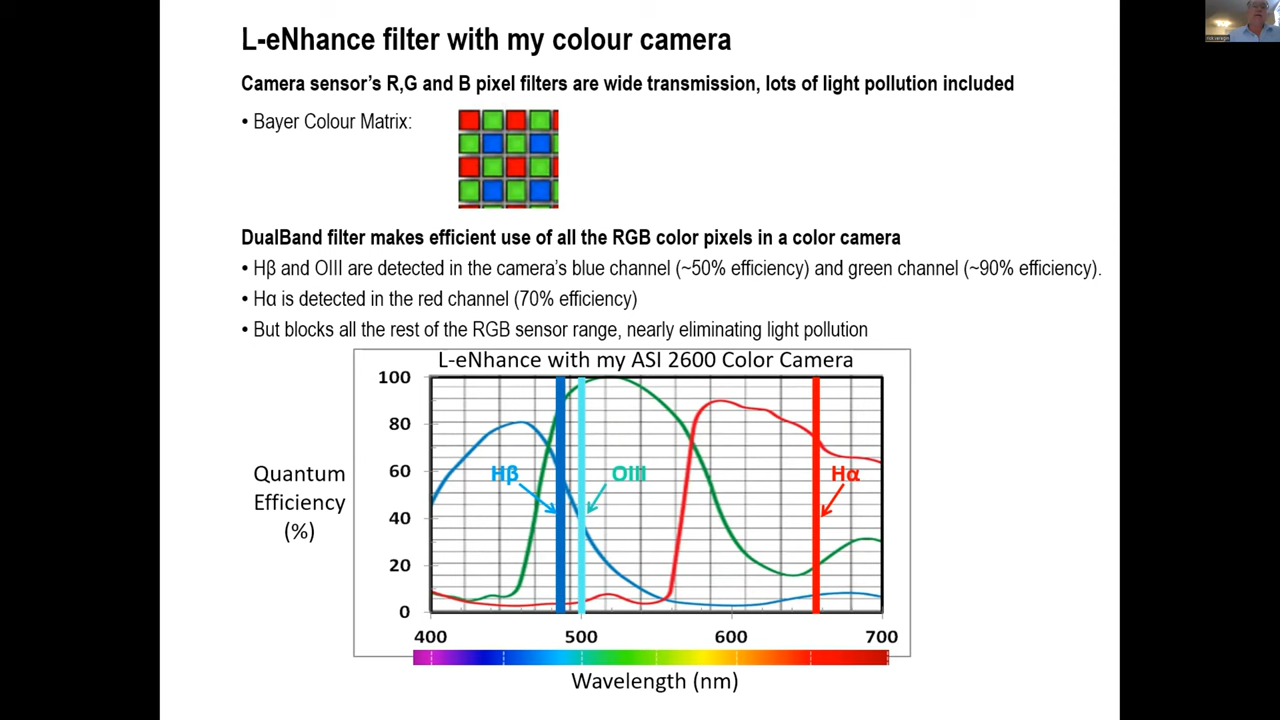 L-eNhance filter with my colour camera
Camera sensor's R,G and B pixel filters are wide transmission, lots of light pollution included
• Bayer Colour Matrix:
DualBand filter makes efficient use of all the RGB color pixels in a color camera
• Hβ and OIII are detected in the camera's blue channel (~50% efficiency) and green channel (~90% efficiency).
• Hα is detected in the red channel (70% efficiency)
• But blocks all the rest of the RGB sensor range, nearly eliminating light pollution
L-eNhance with my ASI 2600 Color Camera
100
80
60
40
20
0
Quantum
Efficiency
(%)
Hβ
OIII
Hα
400
500
600
700
Wavelength (nm)